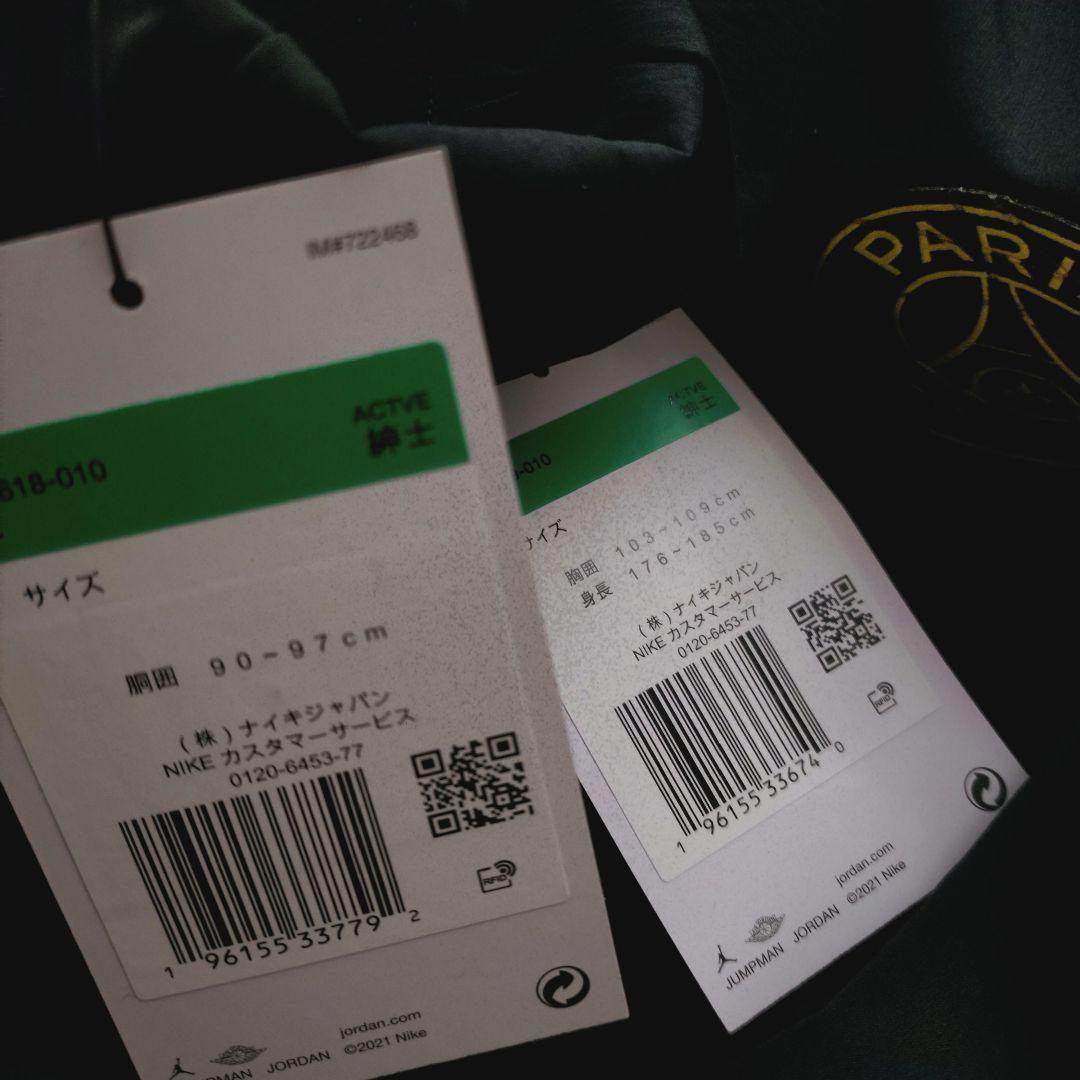 IM#722468
ACTVE
紳士
618-010
サイズ
胴囲 90-97cm
(株)ナイキジャパン
NIKE カスタマーサービス
0120-6453-77
RFID
1 96155 33779 2
jordan.com
JORDAN ©2021 Nike
ACTVE
紳士
-010
サイズ
胸囲 103-109cm
身長 176-185cm
(株)ナイキジャパン
NIKE カスタマーサービス
0120-6453-77
RFID
1 96155 33674 0
jordan.com
JUMPMAN JORDAN ©2021 Nike
PARI